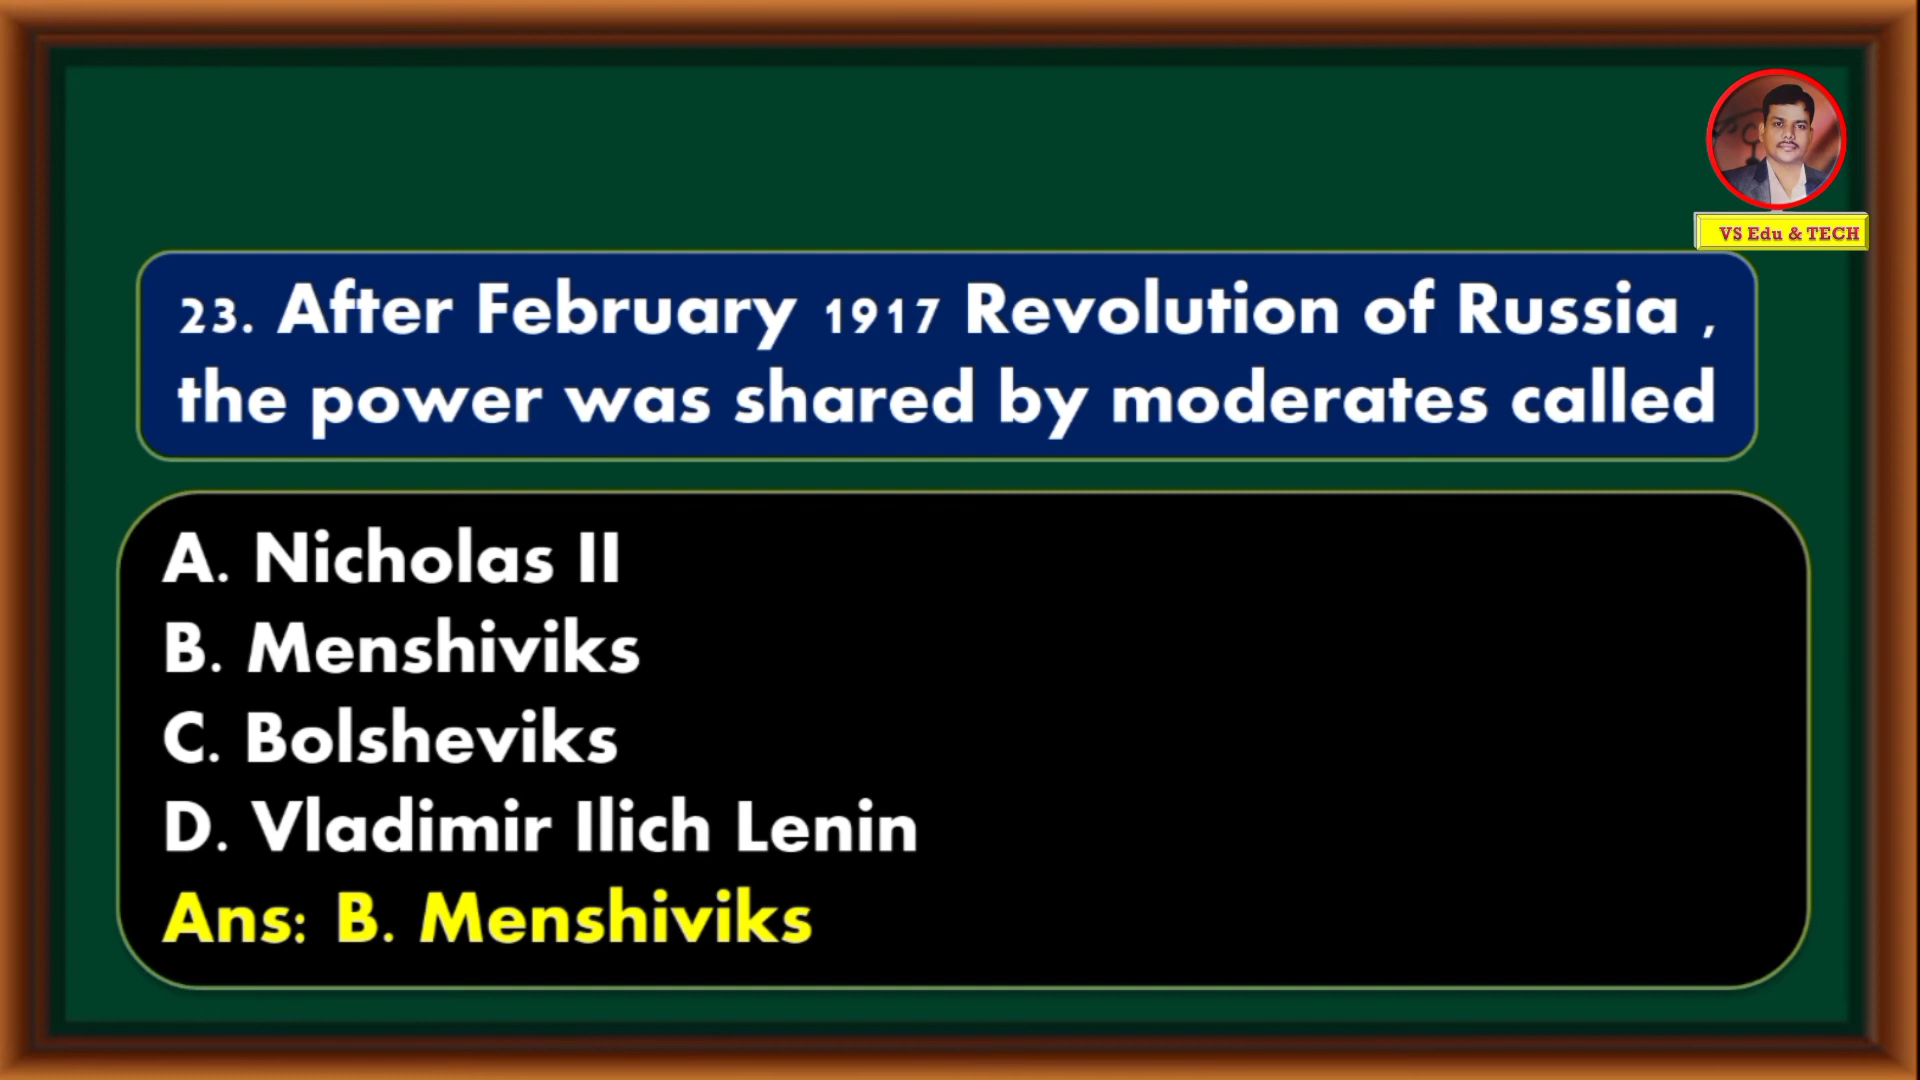 VS Edu & TECH
23. After February 1917 Revolution of Russia ,
the power was shared by moderates called
A. Nicholas II
B. Menshiviks
C. Bolsheviks
D. Vladimir Ilich Lenin
Ans: B. Menshiviks